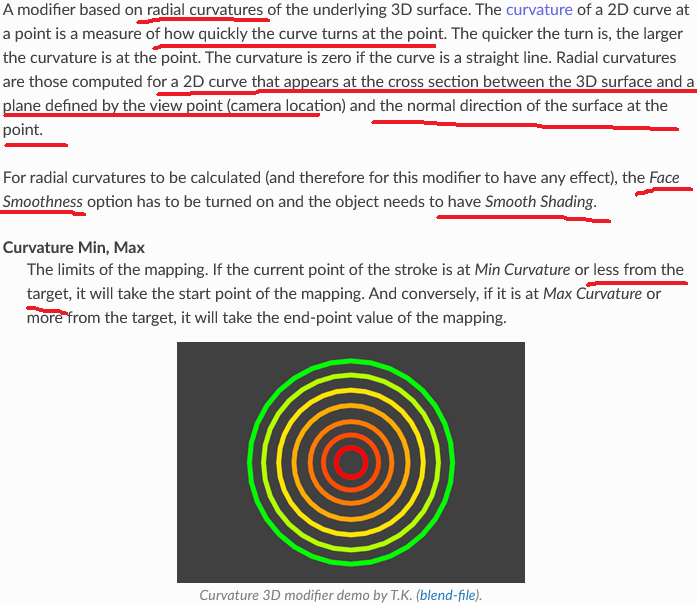 A modifier based on radial curvatures of the underlying 3D surface. The curvature of a 2D curve at
a point is a measure of how quickly the curve turns at the point. The quicker the turn is, the larger
the curvature is at the point. The curvature is zero if the curve is a straight line. Radial curvatures
are those computed for a 2D curve that appears at the cross section between the 3D surface and a
plane defined by the view point (camera location) and the normal direction of the surface at the
point.
For radial curvatures to be calculated (and therefore for this modifier to have any effect), the Face
Smoothness option has to be turned on and the object needs to have Smooth Shading.
Curvature Min, Max
The limits of the mapping. If the current point of the stroke is at Min Curvature or less from the
target, it will take the start point of the mapping. And conversely, if it is at Max Curvature or
more from the target, it will take the end-point value of the mapping.
Curvature 3D modifier demo by T.K. (blend-file).